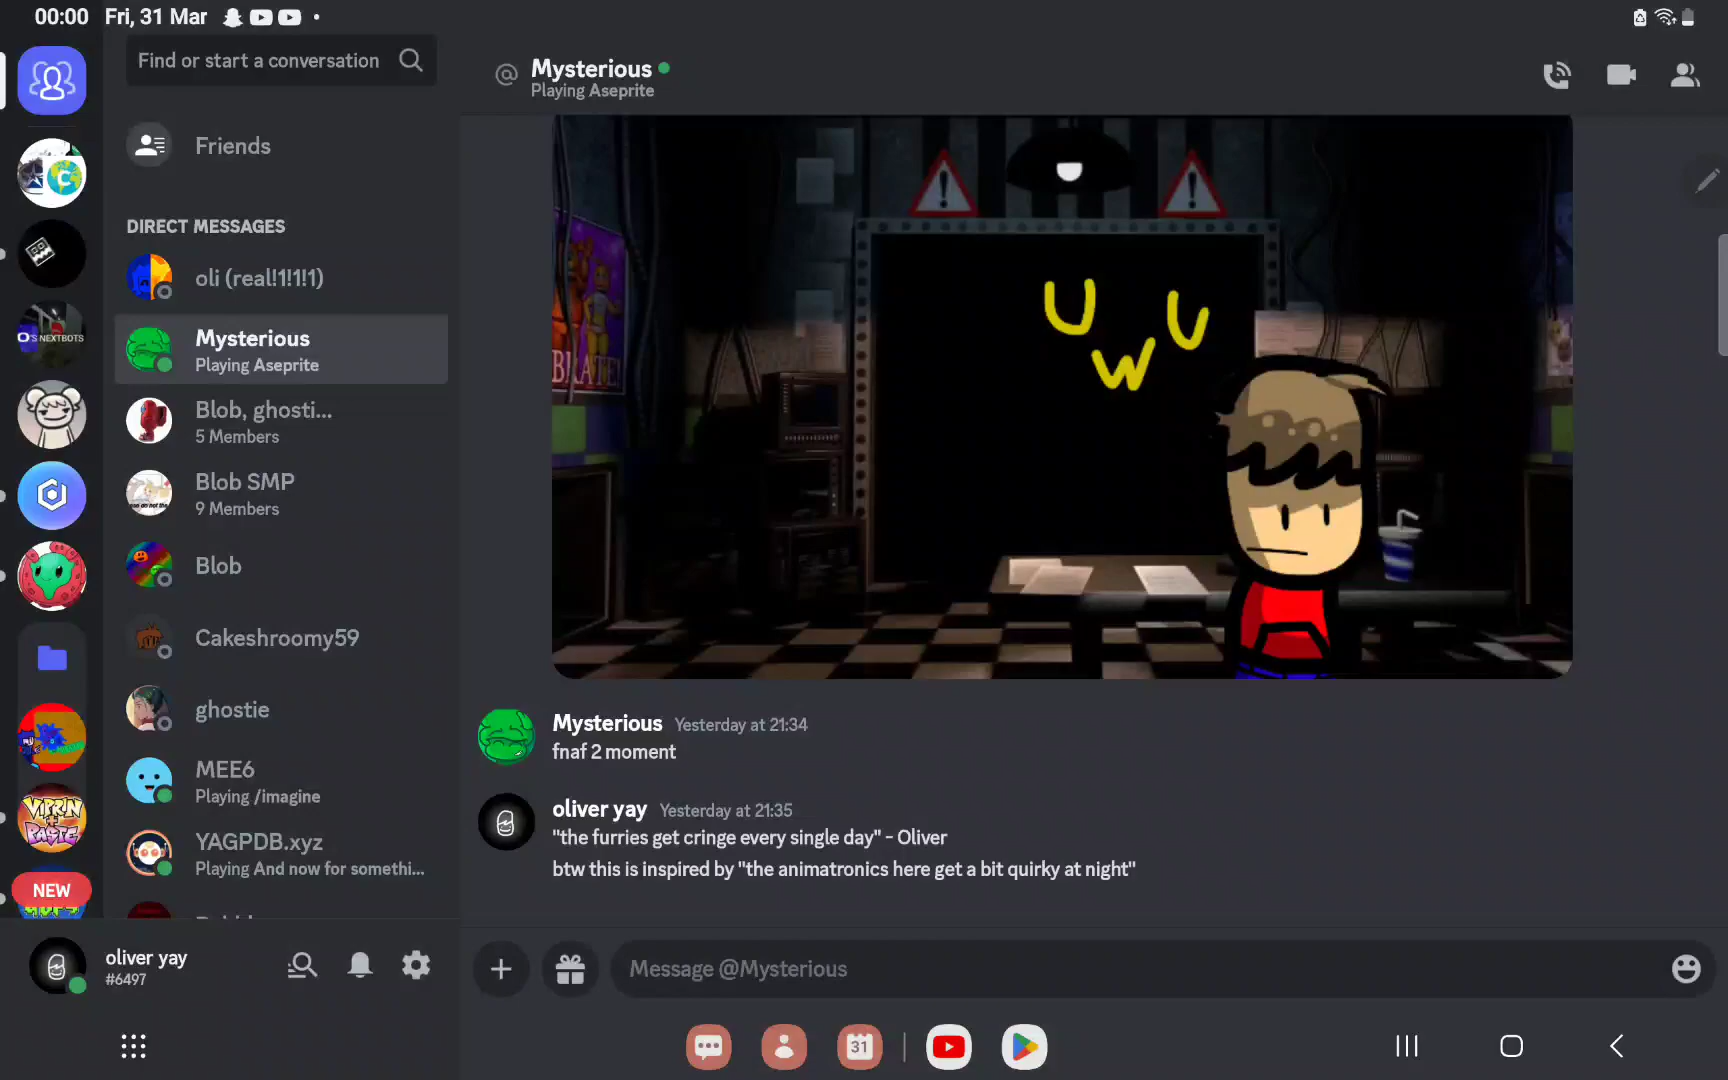 00:00 Fri, 31 Mar
Find or start a conversation
Friends
DIRECT MESSAGES
oli (real!1!1!1)
Mysterious
Playing Aseprite
Blob, ghosti...
5 Members
Blob SMP
9 Members
Blob
Cakeshroomy59
ghostie
MEE6
Playing /imagine
YAGPDB.xyz
Playing And now for somethi...
C
O'S NEXTBOTS
VIPRIN
PASTE
NEW
oliver yay
#6497
@ Mysterious
Playing Aseprite
BRATE!
U W U
Mysterious Yesterday at 21:34
fnaf 2 moment
oliver yay Yesterday at 21:35
"the furries get cringe every single day" - Oliver
btw this is inspired by "the animatronics here get a bit quirky at night"
Message @Mysterious
31